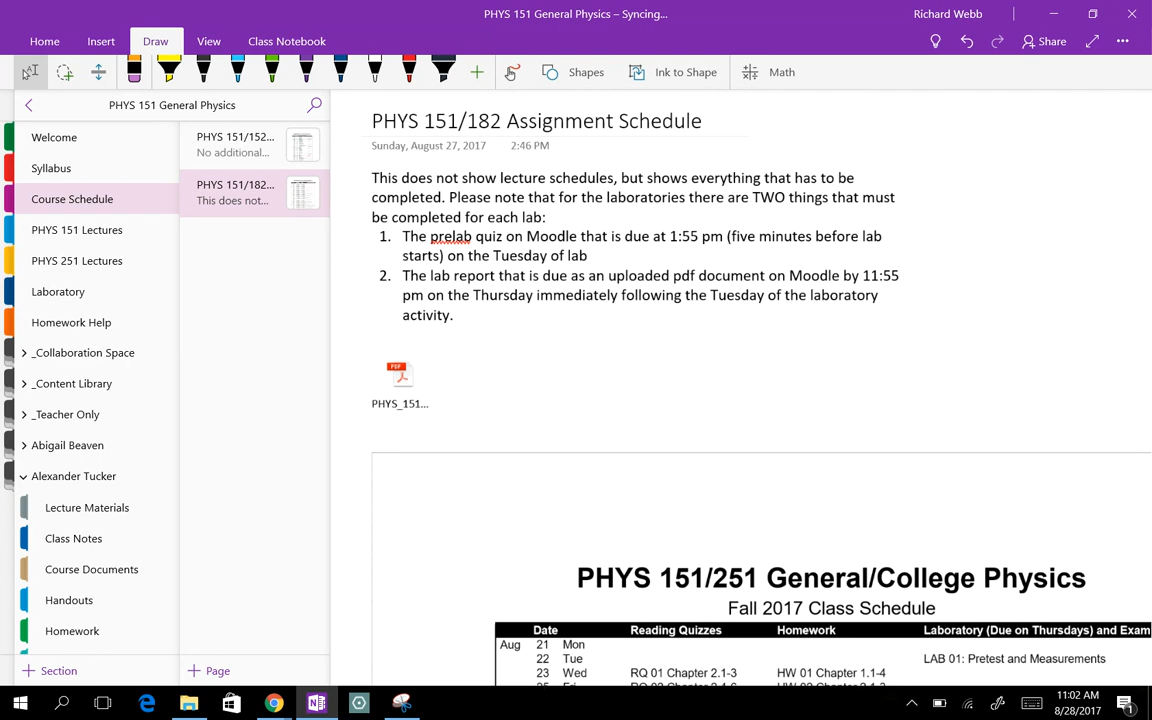 PHYS 151 General Physics – Syncing...
Richard Webb
Home
Insert
Draw
View
Class Notebook
Share
Shapes
Ink to Shape
Math
PHYS 151 General Physics
Welcome
Syllabus
Course Schedule
PHYS 151 Lectures
PHYS 251 Lectures
Laboratory
Homework Help
_Collaboration Space
_Content Library
_Teacher Only
Abigail Beaven
Alexander Tucker
Lecture Materials
Class Notes
Course Documents
Handouts
Homework
Section
PHYS 151/152...
No additional...
PHYS 151/182...
This does not...
Page
PHYS 151/182 Assignment Schedule
Sunday, August 27, 2017 2:46 PM
This does not show lecture schedules, but shows everything that has to be
completed. Please note that for the laboratories there are TWO things that must
be completed for each lab:
1. The prelab quiz on Moodle that is due at 1:55 pm (five minutes before lab
starts) on the Tuesday of lab
2. The lab report that is due as an uploaded pdf document on Moodle by 11:55
pm on the Thursday immediately following the Tuesday of the laboratory
activity.
PDF
PHYS_151...
PHYS 151/251 General/College Physics
Fall 2017 Class Schedule
Date Reading Quizzes Homework Laboratory (Due on Thursdays) and Exam
Aug 21 Mon
22 Tue LAB 01: Pretest and Measurements
23 Wed RQ 01 Chapter 2.1-3 HW 01 Chapter 1.1-4
11:02 AM
8/28/2017
1